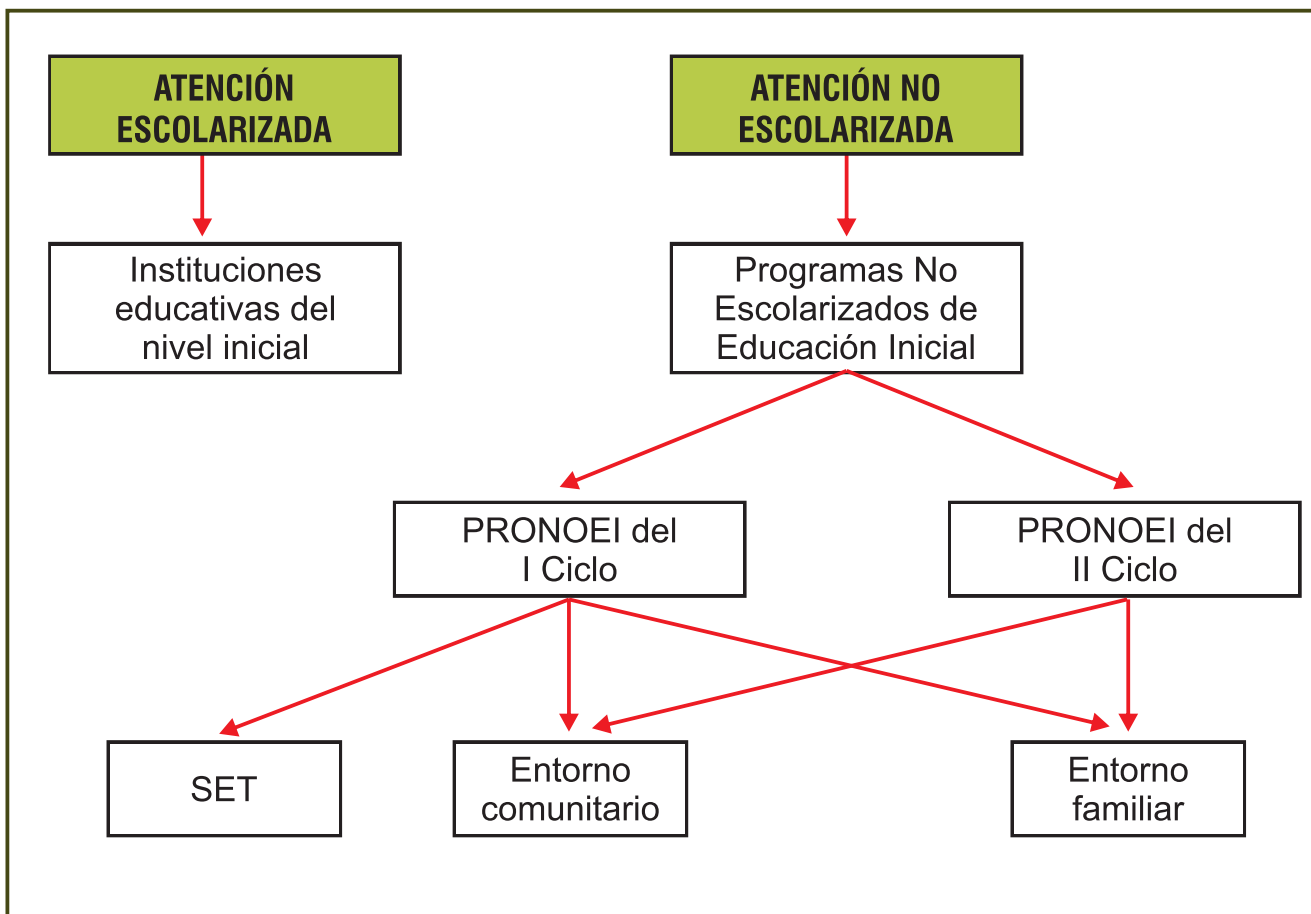 ATENCIÓN
ESCOLARIZADA
ATENCIÓN NO
ESCOLARIZADA
Instituciones
educativas del
nivel inicial
Programas No
Escolarizados de
Educación Inicial
PRONOEI del
I Ciclo
PRONOEI del
II Ciclo
SET
Entorno
comunitario
Entorno
familiar